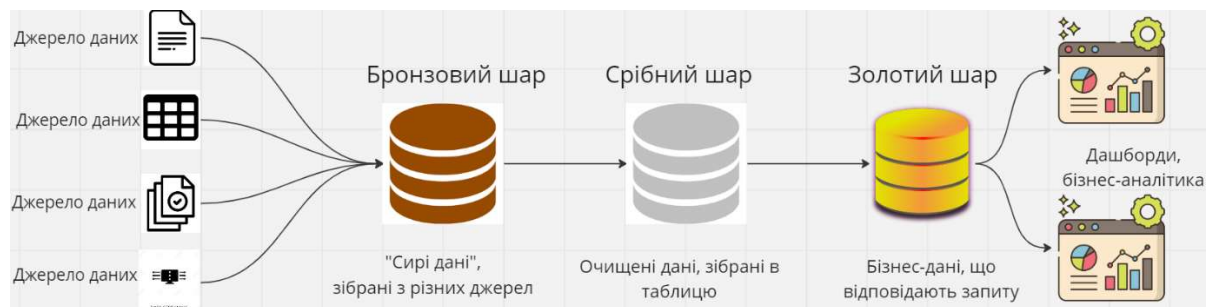 Джерело даних
Джерело даних
Джерело даних
Джерело даних
Бронзовий шар
"Сирі дані",
зібрані з різних джерел
Срібний шар
Очищені дані, зібрані в
таблицю
Золотий шар
Бізнес-дані, що
відповідають запиту
Дашборди,
бізнес-аналітика